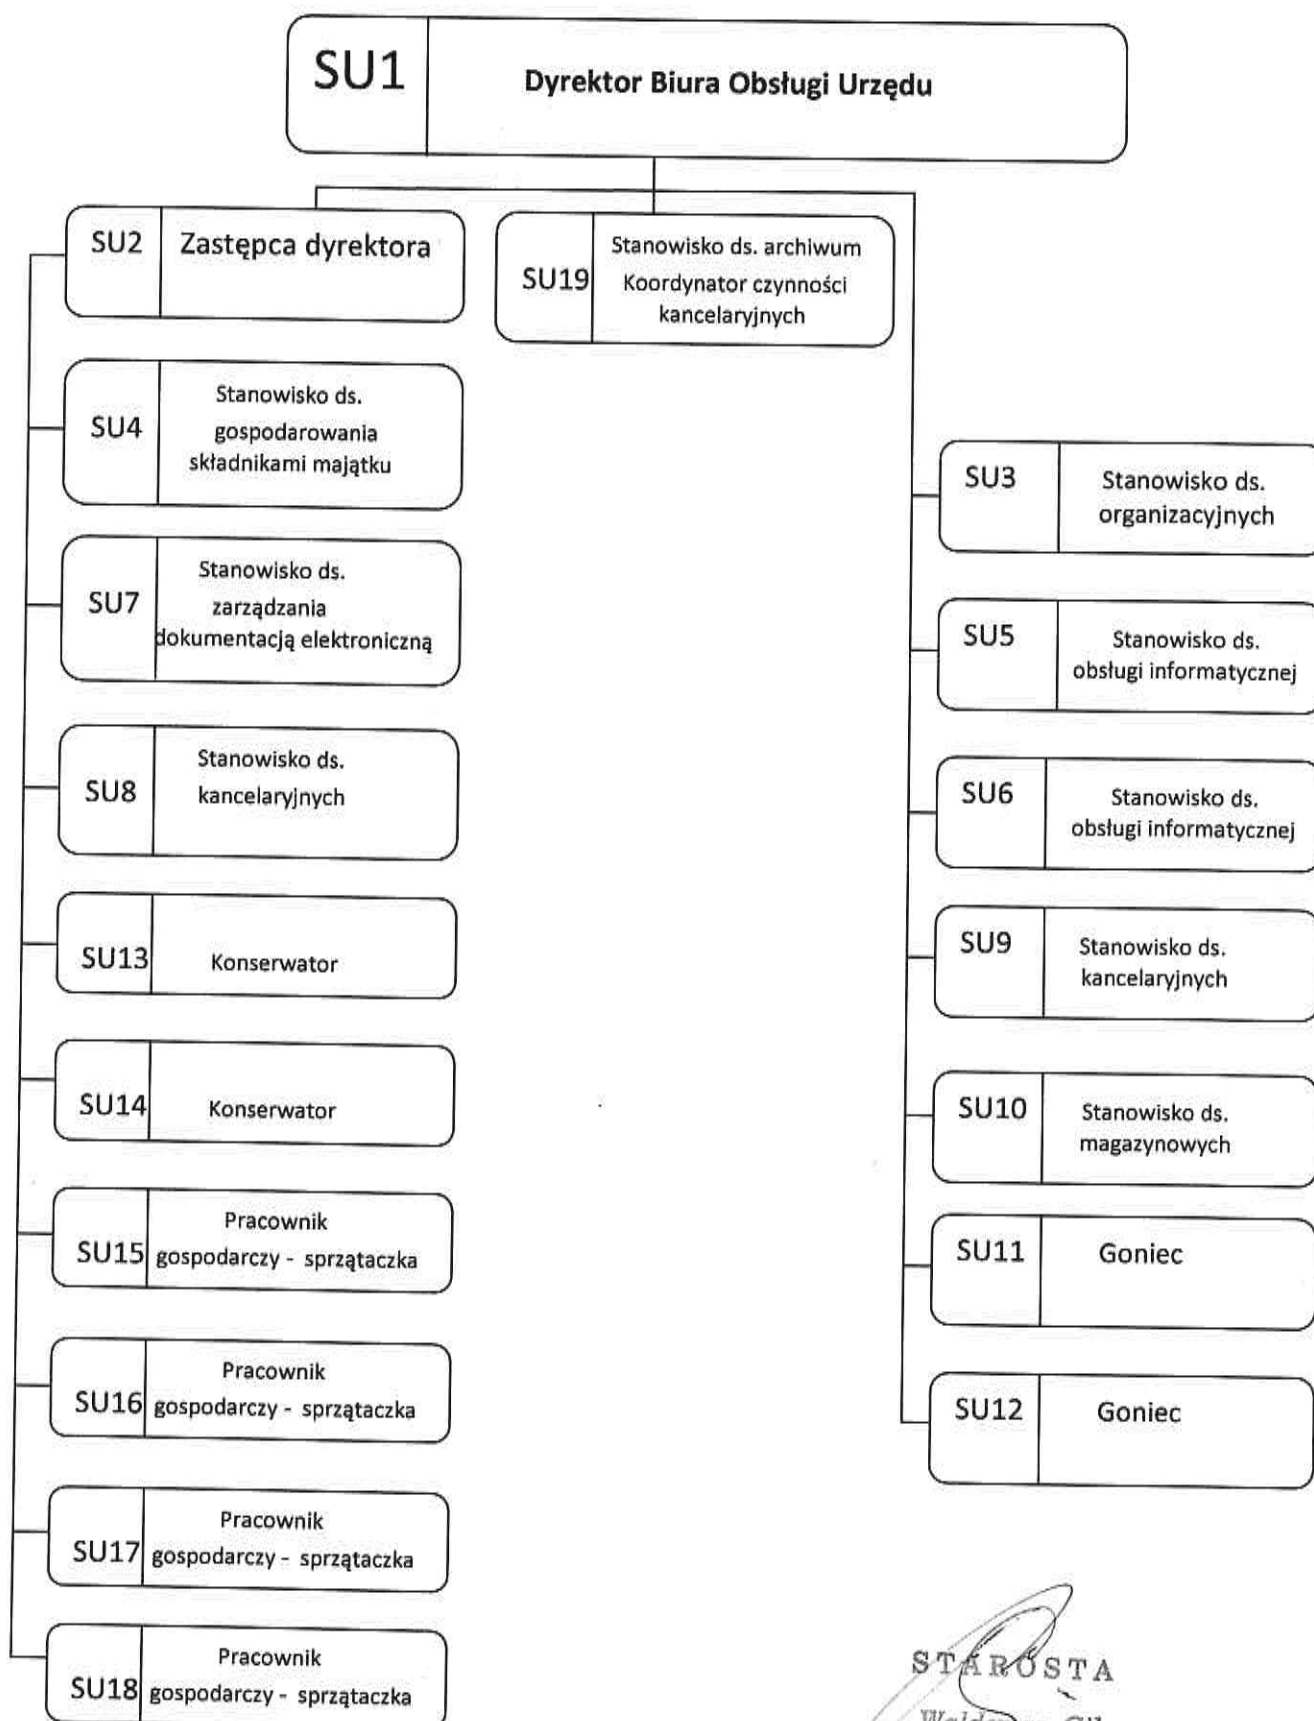 SU1
Dyrektor Biura Obsługi Urzędu
SU2
Zastępca dyrektora
SU19
Stanowisko ds. archiwum
Koordynator czynności
kancelaryjnych
SU4
Stanowisko ds.
gospodarowania
składnikami majątku
SU7
Stanowisko ds.
zarządzania
dokumentacją elektroniczną
SU8
Stanowisko ds.
kancelaryjnych
SU13
Konserwator
SU14
Konserwator
SU15
Pracownik
gospodarczy - sprzątaczka
SU16
Pracownik
gospodarczy - sprzątaczka
SU17
Pracownik
gospodarczy - sprzątaczka
SU18
Pracownik
gospodarczy - sprzątaczka
SU3
Stanowisko ds.
organizacyjnych
SU5
Stanowisko ds.
obsługi informatycznej
SU6
Stanowisko ds.
obsługi informatycznej
SU9
Stanowisko ds.
kancelaryjnych
SU10
Stanowisko ds.
magazynowych
SU11
Goniec
SU12
Goniec
STAROSTA